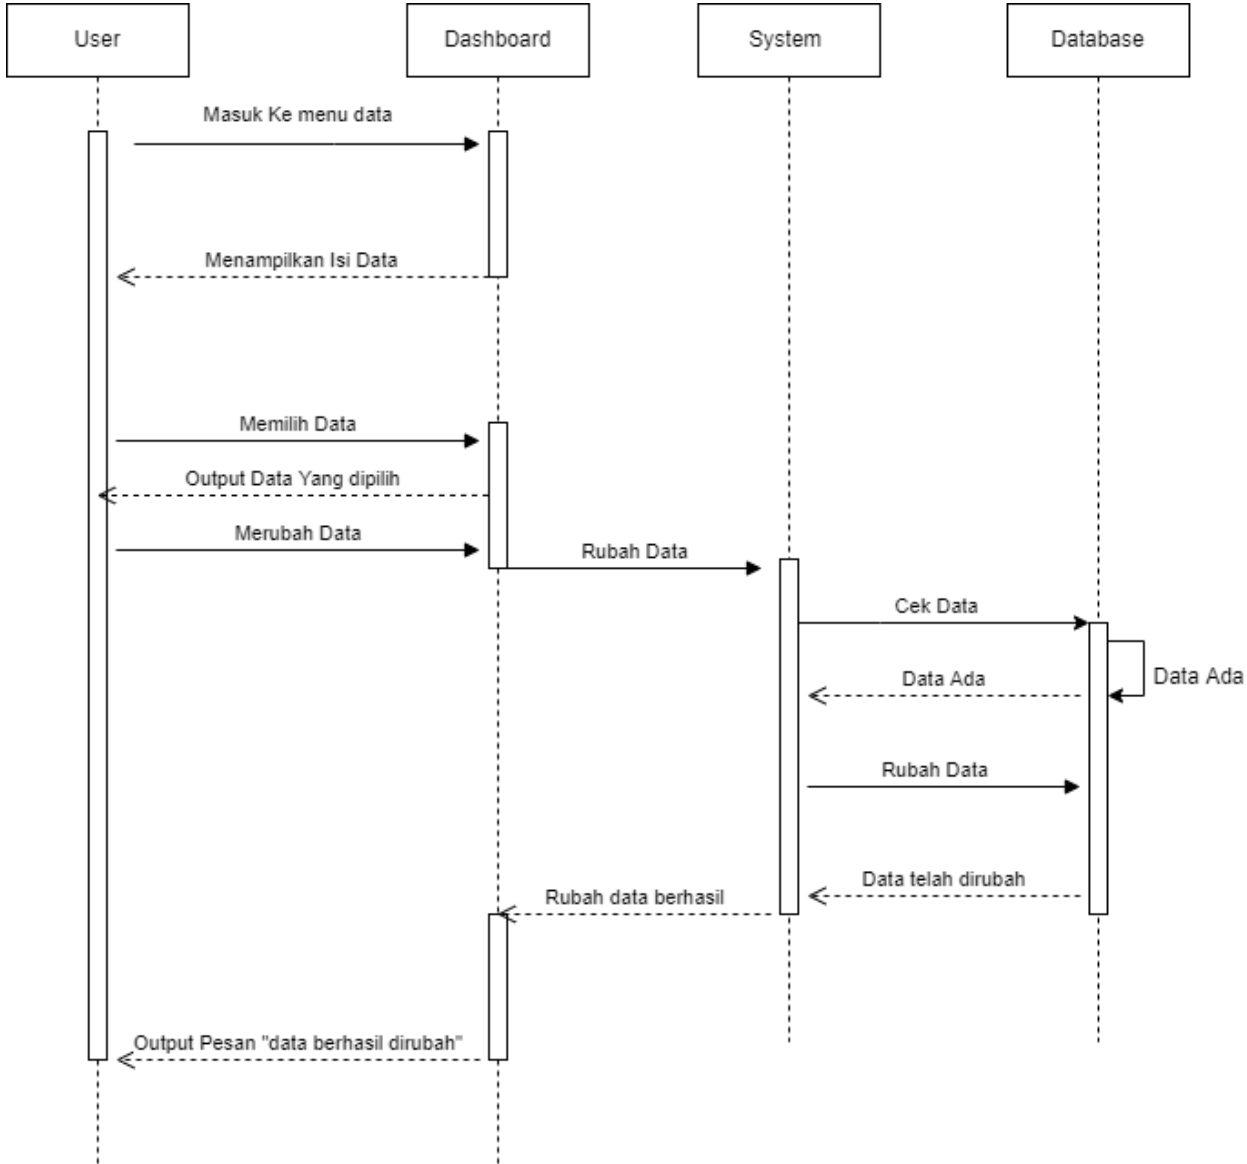 User
Dashboard
System
Database
Masuk Ke menu data
Menampilkan Isi Data
Memilih Data
Output Data Yang dipilih
Merubah Data
Rubah Data
Cek Data
Data Ada
Data Ada
Rubah Data
Data telah dirubah
Rubah data berhasil
Output Pesan "data berhasil dirubah"